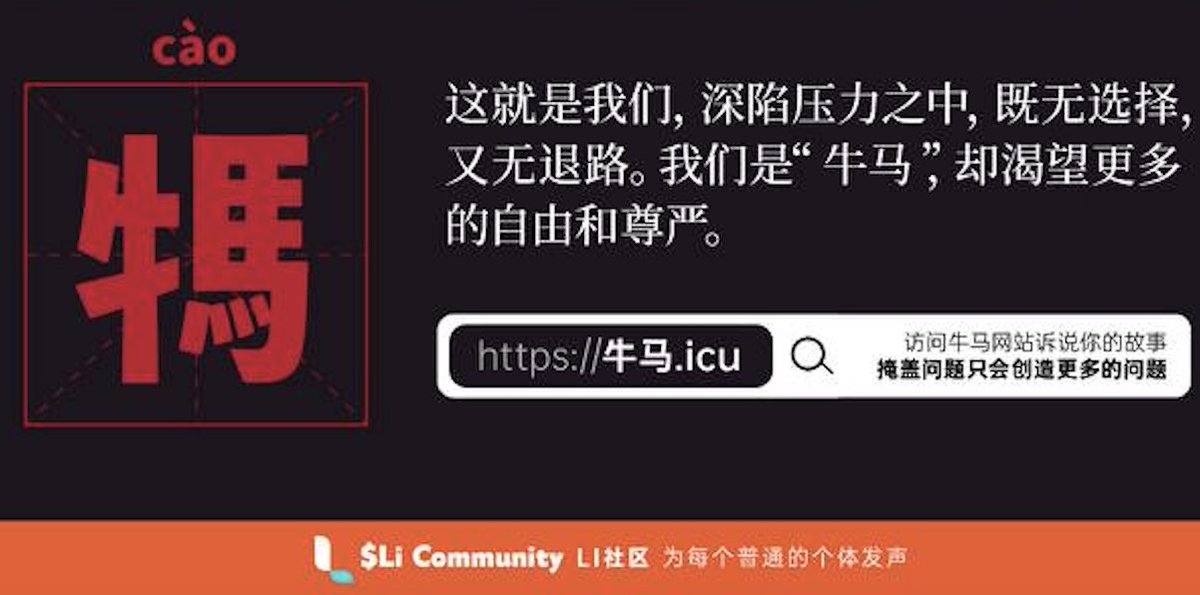 cào
这就是我们，深陷压力之中，既无选择，
又无退路。我们是“牛马”，却渴望更多
的自由和尊严。
https://牛马.icu
访问牛马网站诉说你的故事
掩盖问题只会创造更多的问题
$Li Community LI社区 为每个普通的个体发声